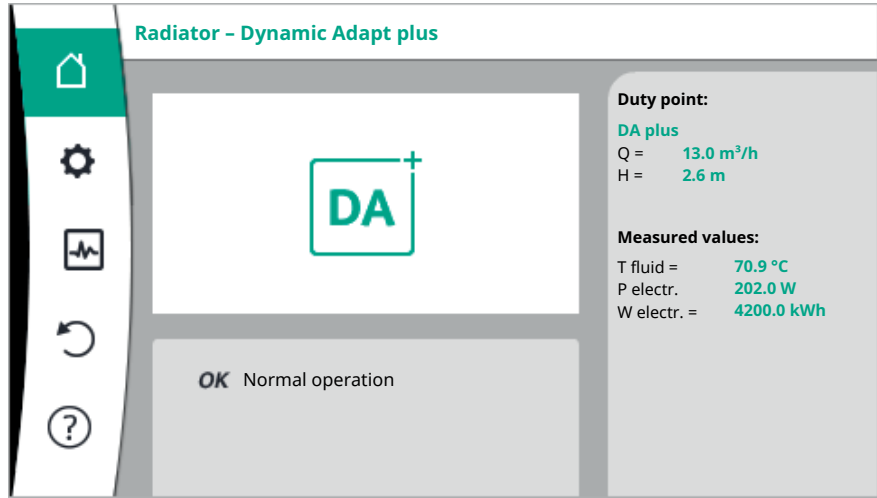 Radiator – Dynamic Adapt plus
DA+
OK Normal operation
Duty point:
DA plus
Q = 13.0 m³/h
H = 2.6 m
Measured values:
T fluid = 70.9 °C
P electr. 202.0 W
W electr. = 4200.0 kWh
?